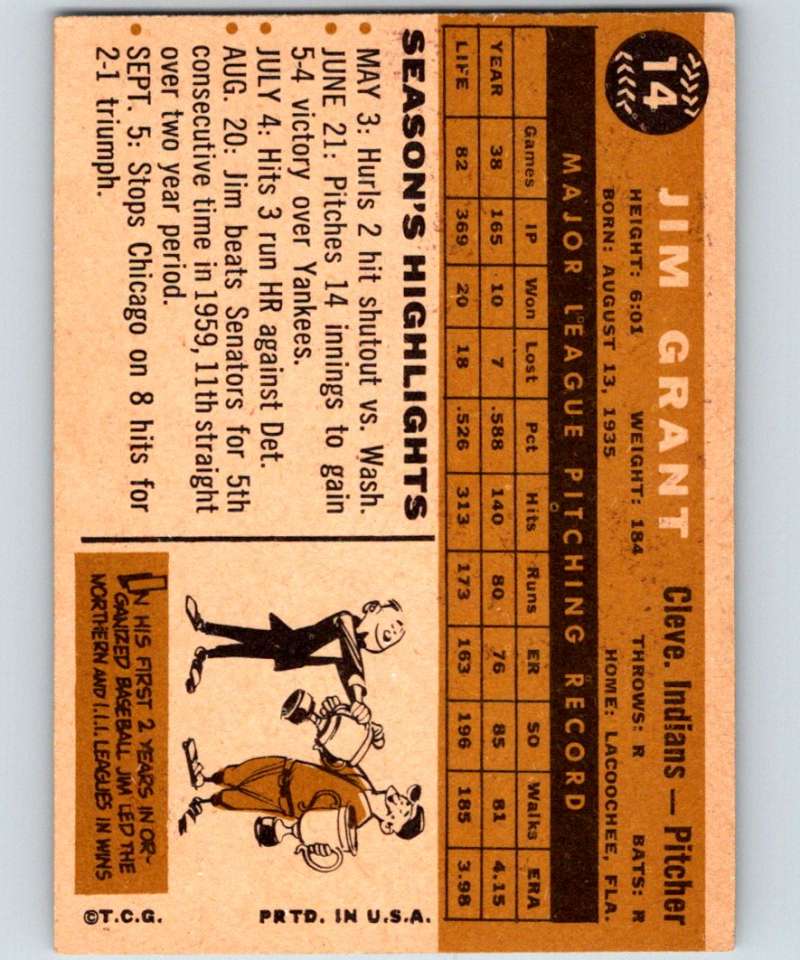 14
JIM GRANT Cleve. Indians — Pitcher
HEIGHT: 6:01 WEIGHT: 184 THROWS: R BATS: R
BORN: AUGUST 13, 1935 HOME: LACOOCHEE, FLA.
MAJOR LEAGUE PITCHING RECORD
Games IP Won Lost Pct Hits Runs ER SO Walks ERA
YEAR 38 165 10 7 .588 140 80 76 85 81 4.15
LIFE 82 369 20 18 .526 313 173 163 196 185 3.98
SEASON'S HIGHLIGHTS
• MAY 3: Hurls 2 hit shutout vs. Wash.
• JUNE 21: Pitches 14 innings to gain
5-4 victory over Yankees.
• JULY 4: Hits 3 run HR against Det.
• AUG. 20: Jim beats Senators for 5th
consecutive time in 1959, 11th straight
over two year period.
• SEPT. 5: Stops Chicago on 8 hits for
2-1 triumph.
IN HIS FIRST 2 YEARS IN OR-
GANIZED BASEBALL JIM LED THE
NORTHERN AND I.I.I. LEAGUES IN WINS
©T.C.G. PRTD. IN U.S.A.